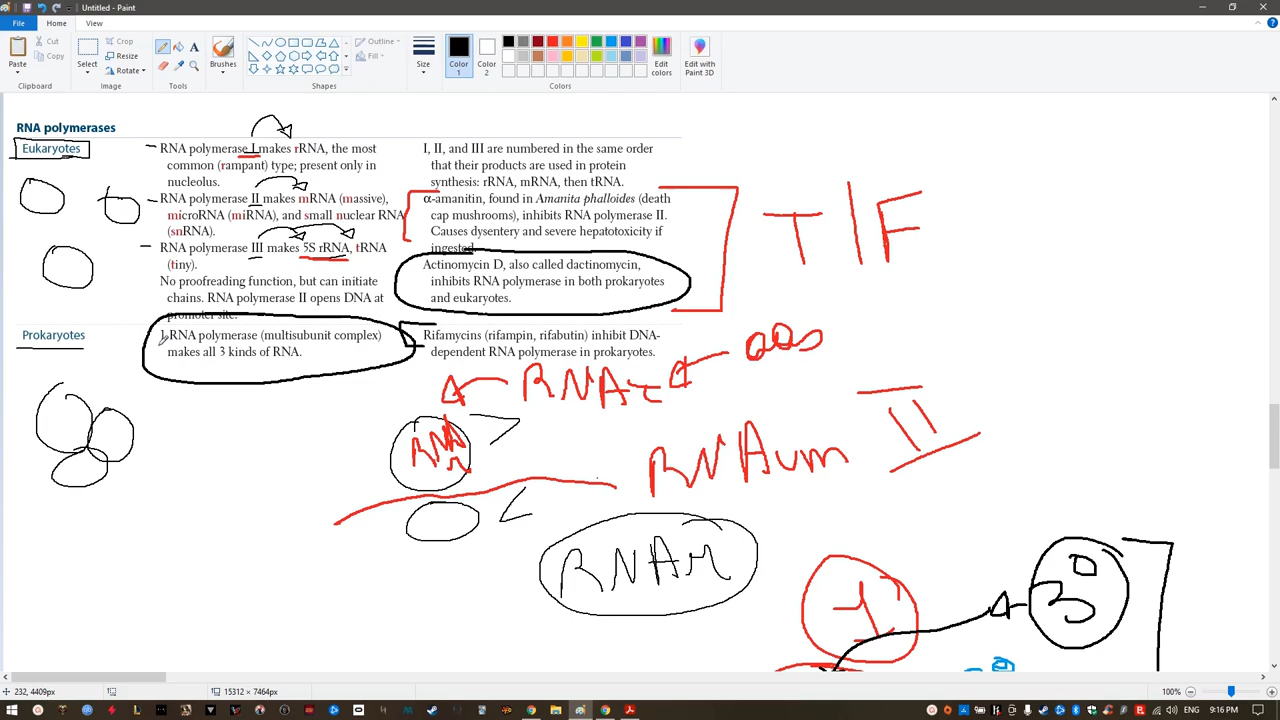 Untitled - Paint
File
Home
View
Paste
Cut
Copy
Clipboard
Select
Crop
Resize
Rotate
Image
Tools
Brushes
Shapes
Outline
Fill
Size
Color 1
Color 2
Edit colors
Edit with Paint 3D
Colors
RNA polymerases
Eukaryotes
RNA polymerase I makes rRNA, the most
common (rampant) type; present only in
nucleolus.
RNA polymerase II makes mRNA (massive),
microRNA (miRNA), and small nuclear RNA
(snRNA).
RNA polymerase III makes 5S rRNA, tRNA
(tiny).
No proofreading function, but can initiate
chains. RNA polymerase II opens DNA at
promoter site.
I, II, and III are numbered in the same order
that their products are used in protein
synthesis: rRNA, mRNA, then tRNA.
α-amanitin, found in Amanita phalloides (death
cap mushrooms), inhibits RNA polymerase II.
Causes dysentery and severe hepatotoxicity if
ingested.
Actinomycin D, also called dactinomycin,
inhibits RNA polymerase in both prokaryotes
and eukaryotes.
Prokaryotes
1 RNA polymerase (multisubunit complex)
makes all 3 kinds of RNA.
Rifamycins (rifampin, rifabutin) inhibit DNA-
dependent RNA polymerase in prokaryotes.
RNAt
II
RNA
RNAum
RNAr
3
232, 4409px
15312 × 7464px
100%
9:16 PM